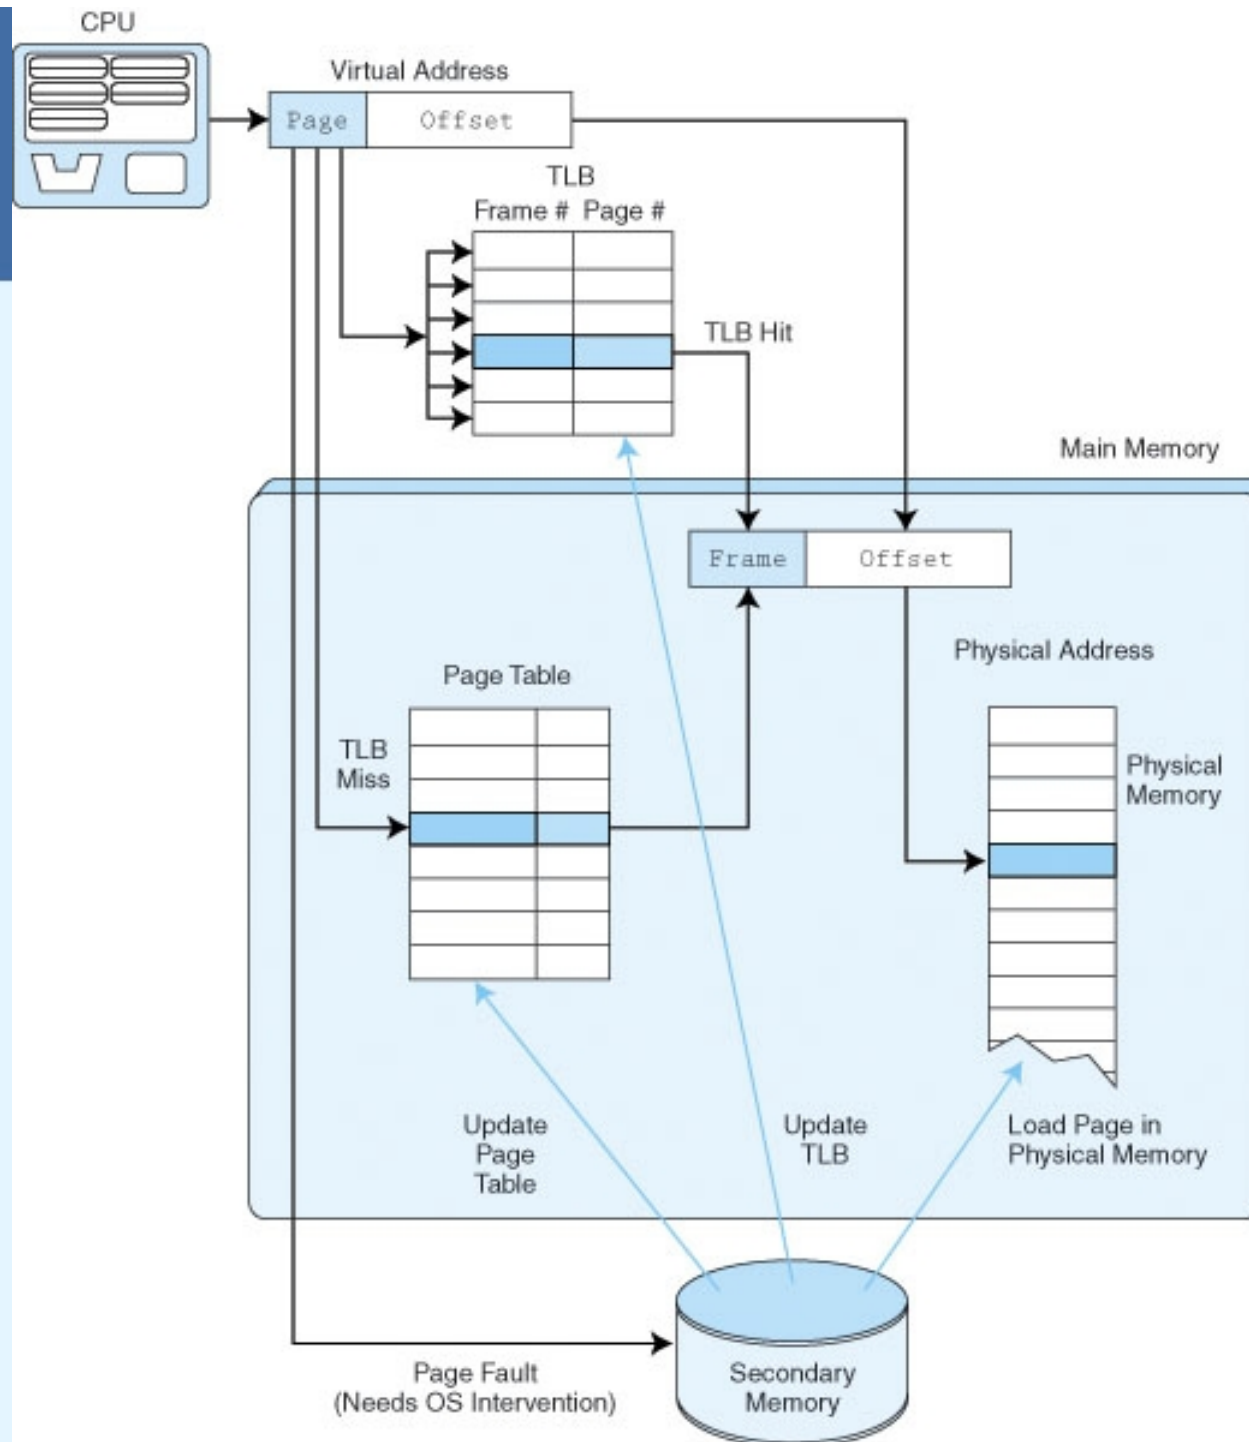 CPU
Virtual Address
Page
Offset
TLB
Frame # Page #
TLB Hit
Main Memory
Frame
Offset
Physical Address
Page Table
TLB
Miss
Physical
Memory
Update
Page
Table
Update
TLB
Load Page in
Physical Memory
Page Fault
(Needs OS Intervention)
Secondary
Memory